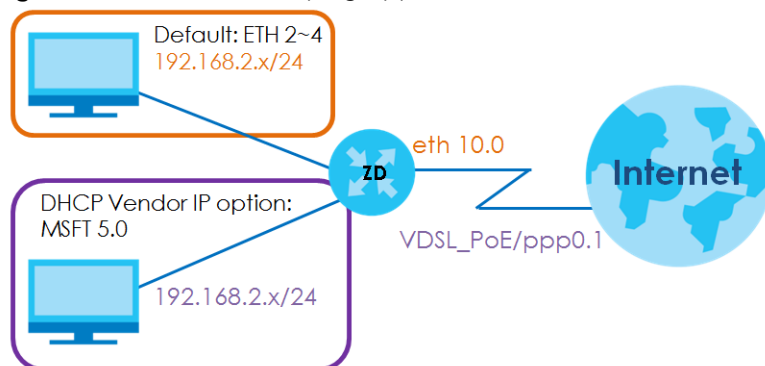 Default: ETH 2~4
192.168.2.x/24
eth 10.0
ZD
Internet
DHCP Vendor IP option:
MSFT 5.0
VDSL_PoE/ppp0.1
192.168.2.x/24